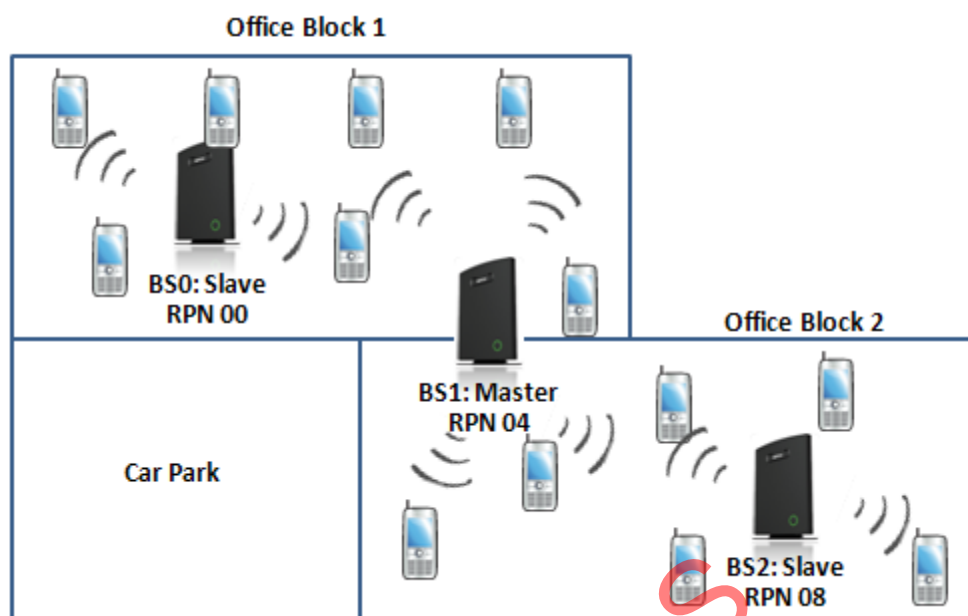 Office Block 1
BS0: Slave
RPN 00
Office Block 2
BS1: Master
RPN 04
Car Park
BS2: Slave
RPN 08